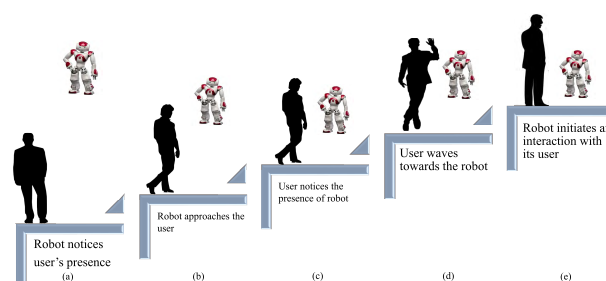 Robot notices
user's presence
(a)
Robot approaches the
user
(b)
User notices the
presence of robot
(c)
User waves
towards the robot
(d)
Robot initiates a
interaction with
its user
(e)